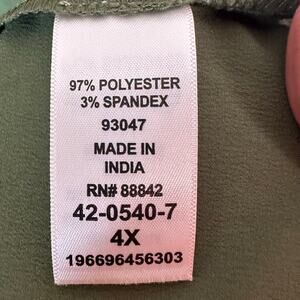 97% POLYESTER
3% SPANDEX
93047
MADE IN
INDIA
RN# 88842
42-0540-7
4X
196696456303